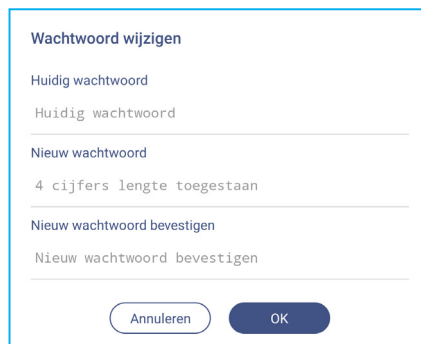 Wachtwoord wijzigen
Huidig wachtwoord
Huidig wachtwoord
Nieuw wachtwoord
4 cijfers lengte toegestaan
Nieuw wachtwoord bevestigen
Nieuw wachtwoord bevestigen
Annuleren OK